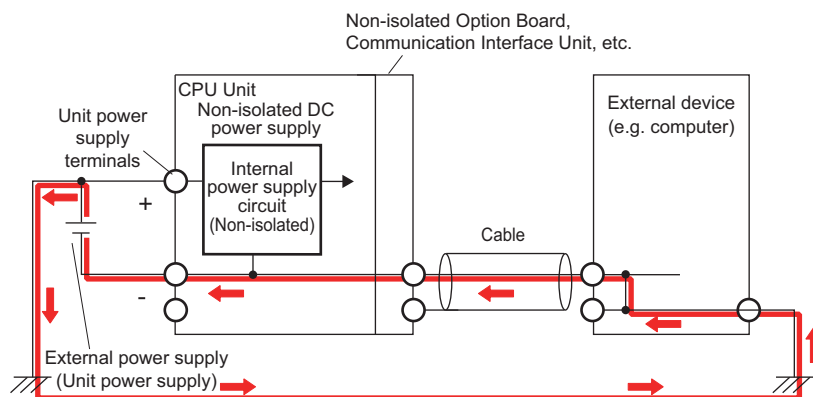 Non-isolated Option Board,
Communication Interface Unit, etc.
CPU Unit
Non-isolated DC
power supply
Unit power
supply
terminals
External device
(e.g. computer)
Internal
power supply
circuit
(Non-isolated)
+
Cable
-
External power supply
(Unit power supply)